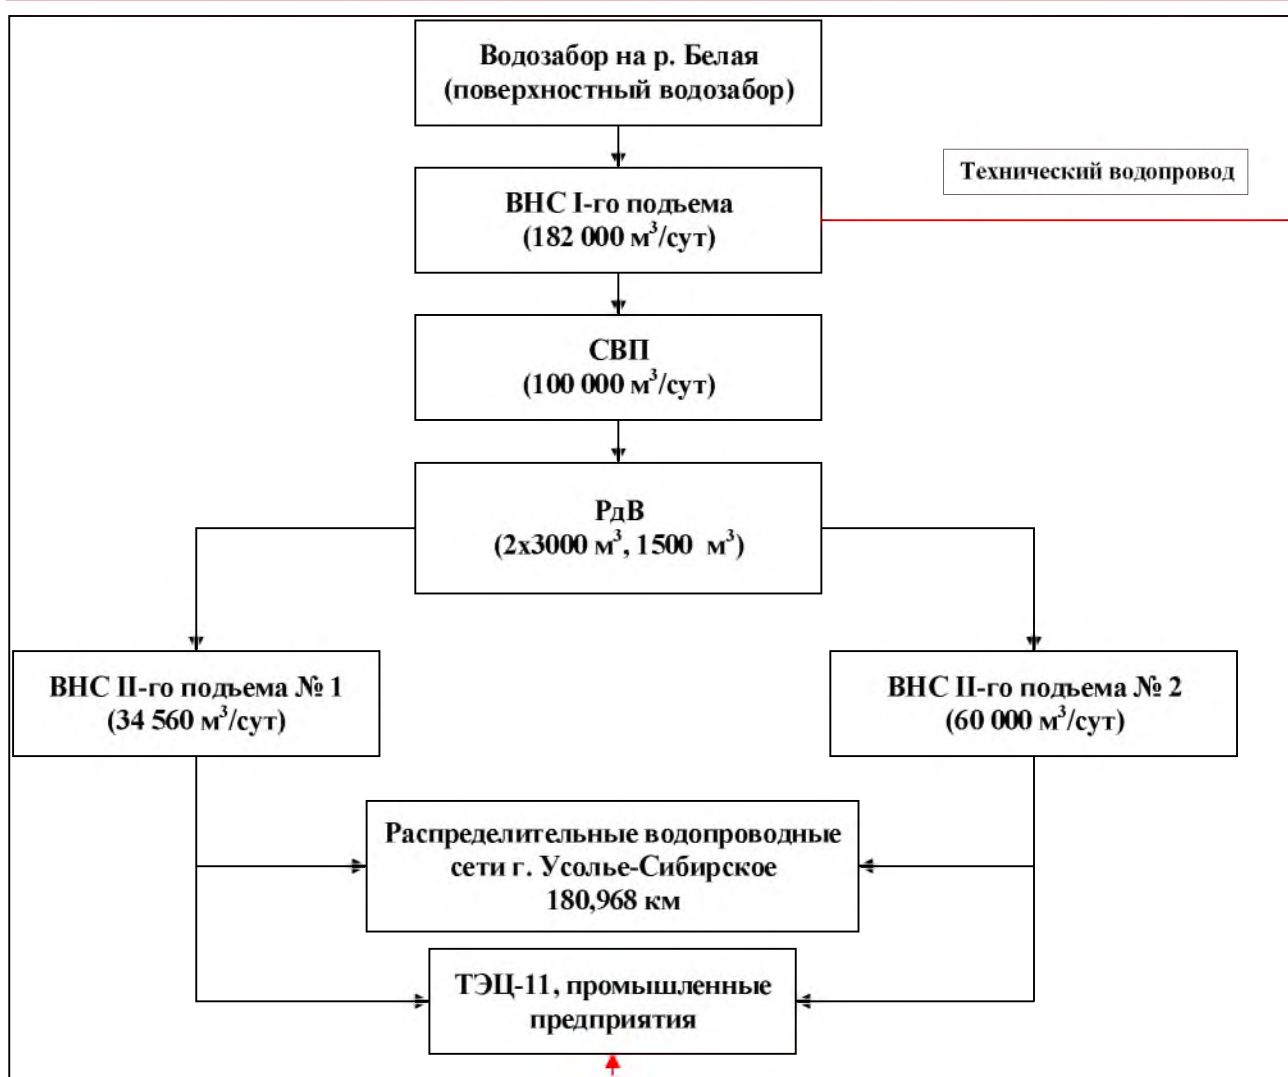 Водозабор на р. Белая
(поверхностный водозабор)
Технический водопровод
ВНС I-го подъема
(182 000 м³/сут)
СВП
(100 000 м³/сут)
РдВ
(2х3000 м³, 1500 м³)
ВНС II-го подъема № 1
(34 560 м³/сут)
ВНС II-го подъема № 2
(60 000 м³/сут)
Распределительные водопроводные
сети г. Усолье-Сибирское
180,968 км
ТЭЦ-11, промышленные
предприятия